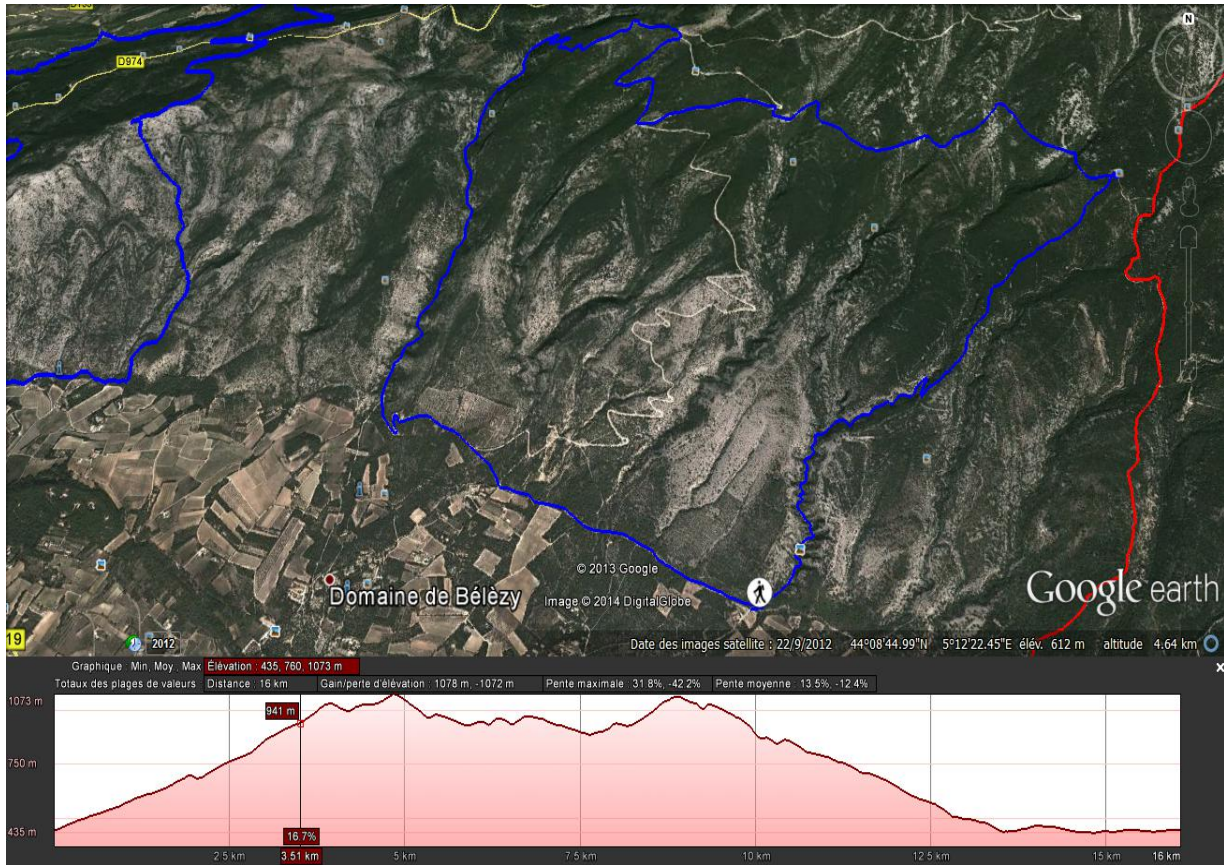 D974
N
© 2013 Google
Domaine de Bélèzy
Image © 2014 DigitalGlobe
Google earth
19
2012
Date des images satellite : 22/9/2012 44°08'44.99"N 5°12'22.45"E élév. 612 m altitude 4.64 km
Graphique : Min, Moy., Max Élévation : 435, 760, 1073 m
Totaux des plages de valeurs Distance : 16 km Gain/perte d'élévation : 1078 m, -1072 m Pente maximale : 31.8%, -42.2% Pente moyenne : 13.5%, -12.4%
1073 m
941 m
750 m
435 m
16.7%
2.5 km 3.51 km 5 km 7.5 km 10 km 12.5 km 15 km 16 km